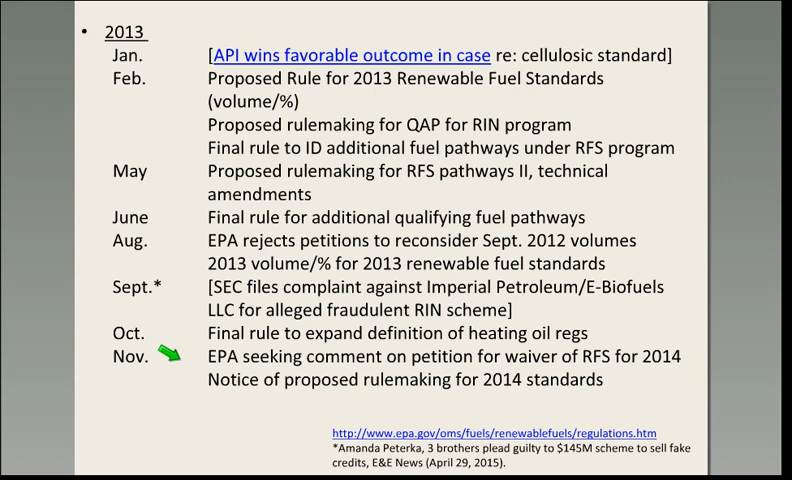 • 2013
Jan. [API wins favorable outcome in case re: cellulosic standard]
Feb. Proposed Rule for 2013 Renewable Fuel Standards
(volume/%)
Proposed rulemaking for QAP for RIN program
Final rule to ID additional fuel pathways under RFS program
May Proposed rulemaking for RFS pathways II, technical
amendments
June Final rule for additional qualifying fuel pathways
Aug. EPA rejects petitions to reconsider Sept. 2012 volumes
2013 volume/% for 2013 renewable fuel standards
Sept.* [SEC files complaint against Imperial Petroleum/E-Biofuels
LLC for alleged fraudulent RIN scheme]
Oct. Final rule to expand definition of heating oil regs
Nov. EPA seeking comment on petition for waiver of RFS for 2014
Notice of proposed rulemaking for 2014 standards
http://www.epa.gov/oms/fuels/renewablefuels/regulations.htm
*Amanda Peterka, 3 brothers plead guilty to $145M scheme to sell fake
credits, E&E News (April 29, 2015).